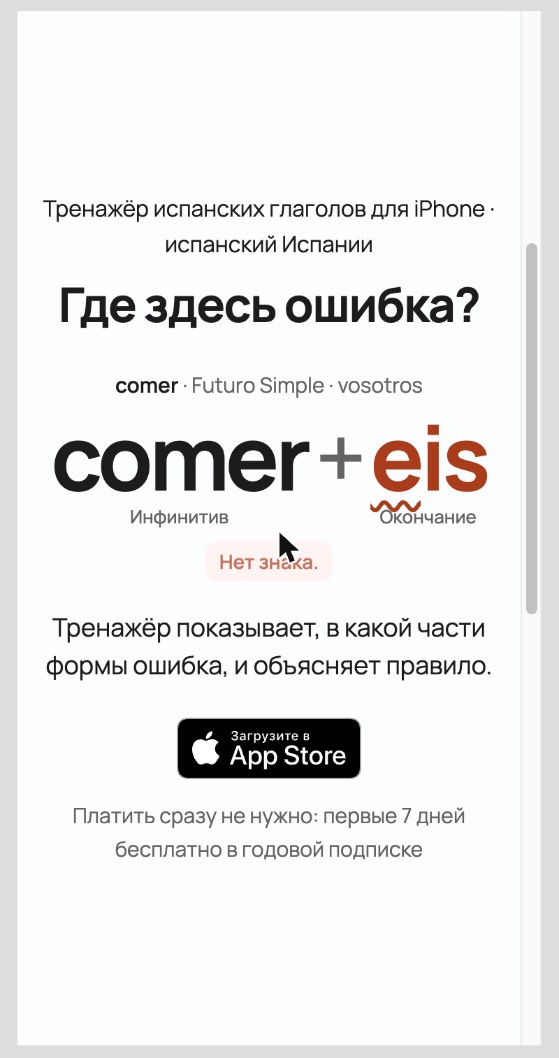 Тренажёр испанских глаголов для iPhone ·
испанский Испании
Где здесь ошибка?
comer · Futuro Simple · vosotros
comer + eis
Инфинитив Окончание
Нет знака.
Тренажёр показывает, в какой части
формы ошибка, и объясняет правило.
Загрузите в
App Store
Платить сразу не нужно: первые 7 дней
бесплатно в годовой подписке